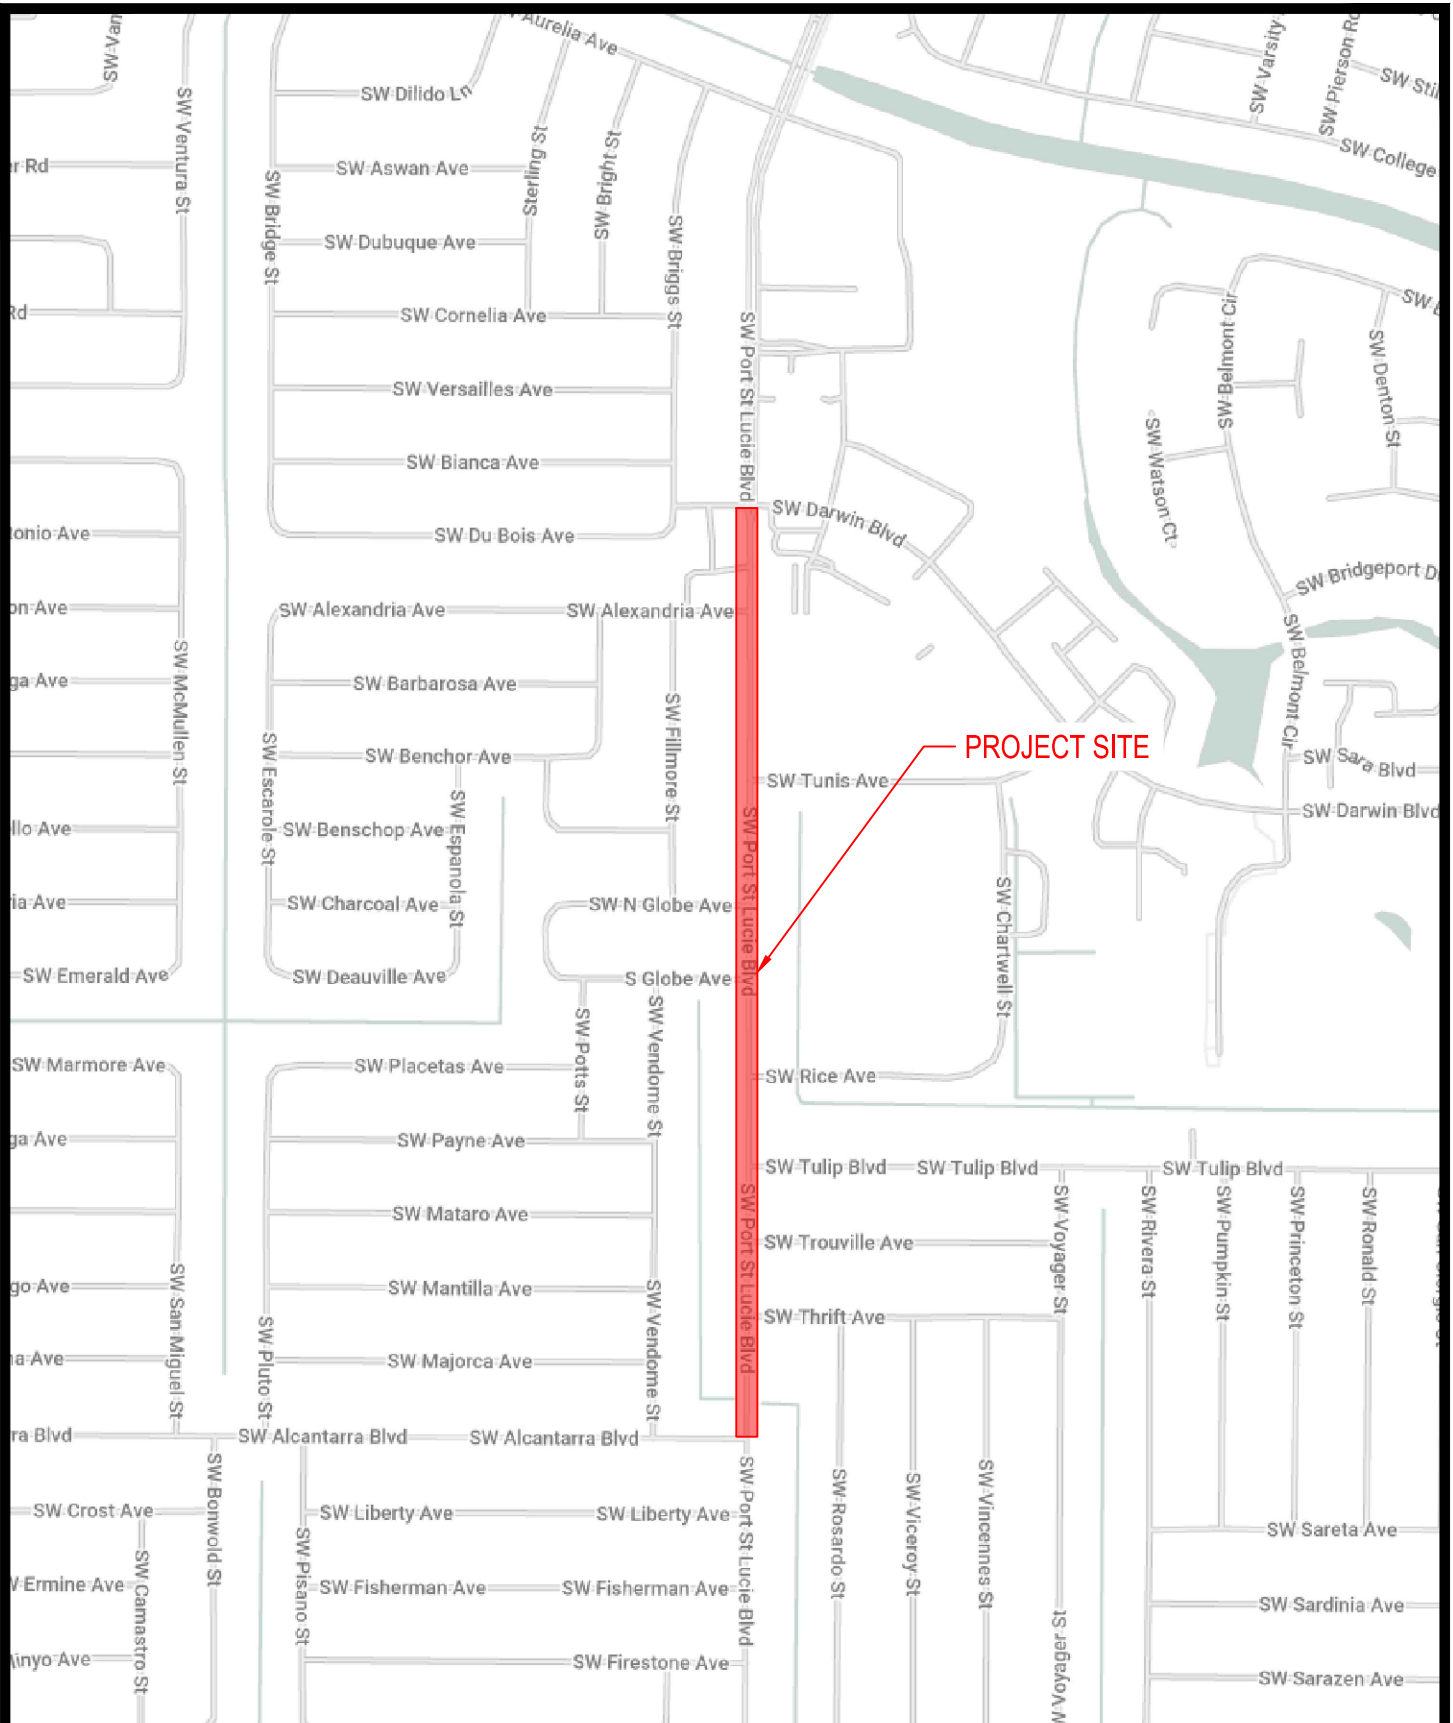 SW Van
Aurelia Ave
SW Varsity
SW Pierson Rd
SW Dilido Ln
SW Ventura St
SW College
er Rd
SW Aswan Ave
Sterling St
SW Bright St
SW Bridge St
SW Dubuque Ave
SW Briggs St
Rd
SW Cornelia Ave
SW Port St Lucie Blvd
SW Belmont Cir
SW Denton St
SW Versailles Ave
SW Watson Ct
SW Bianca Ave
SW Darwin Blvd
tonio Ave
SW Du Bois Ave
SW Bridgeport D
on Ave
SW Alexandria Ave
SW Alexandria Ave
SW McMullen St
SW Belmont Cir
ga Ave
SW Barbarosa Ave
SW Fillmore St
PROJECT SITE
SW Escarole St
SW Benchor Ave
SW Sara Blvd
SW Tunis Ave
SW Darwin Blvd
SW Port St Lucie Blvd
llo Ave
SW Benschop Ave
SW Espanola St
SW Chartwell St
ria Ave
SW Charcoal Ave
SW N Globe Ave
SW Emerald Ave
SW Deauville Ave
S Globe Ave
SW Potts St
SW Vendome St
SW Marmore Ave
SW Placetas Ave
SW Rice Ave
ga Ave
SW Payne Ave
SW Tulip Blvd
SW Tulip Blvd
SW Tulip Blvd
SW Port St Lucie Blvd
SW Voyager St
SW Rivera St
SW Pumpkin St
SW Princeton St
SW Ronald St
SW Mataro Ave
SW Trouville Ave
go Ave
SW San Miguel St
SW Mantilla Ave
SW Vendome St
SW Thrift Ave
SW Pluto St
na Ave
SW Majorca Ave
ra Blvd
SW Alcantarra Blvd
SW Alcantarra Blvd
SW Bonwold St
SW Port St Lucie Blvd
SW Rosardo St
SW Viceroy St
SW Vincennes St
SW Crost Ave
SW Liberty Ave
SW Liberty Ave
SW Sareta Ave
SW Camastro St
SW Pisano St
W Ermine Ave
SW Fisherman Ave
SW Fisherman Ave
SW Sardinia Ave
W Voyager St
inyo Ave
SW Firestone Ave
SW Sarazen Ave